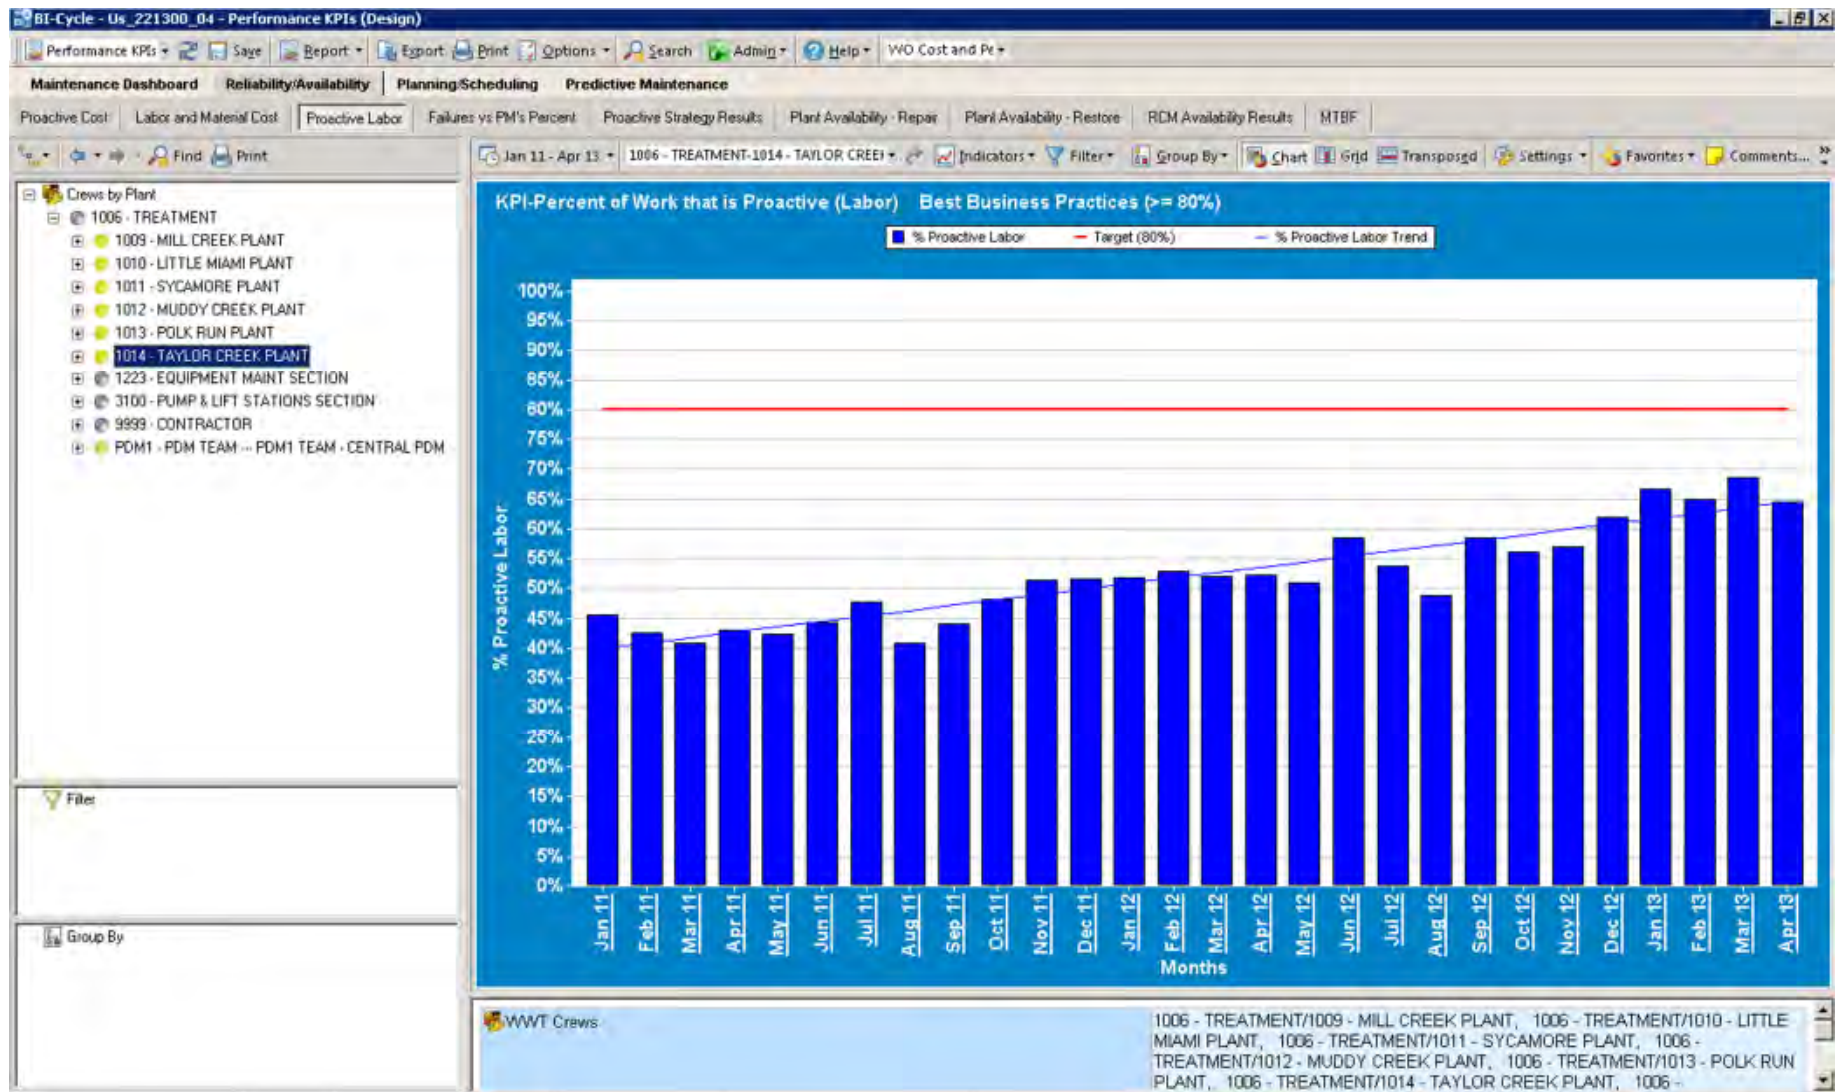 BI-Cycle - Us_221300_04 - Performance KPIs (Design)
Performance KPIs Save Report Export Print Options Search Admin Help WO Cost and Pe
Maintenance Dashboard Reliability/Availability Planning/Scheduling Predictive Maintenance
Proactive Cost Labor and Material Cost Proactive Labor Failures vs PM's Percent Proactive Strategy Results Plant Availability - Repair Plant Availability - Restore RCM Availability Results MTBF
Find Print
Jan 11 - Apr 13 1006 - TREATMENT-1014 - TAYLOR CREEI Indicators Filter Group By Chart Grid Transposed Settings Favorites Comments...
Crews by Plant
1006 - TREATMENT
1009 - MILL CREEK PLANT
1010 - LITTLE MIAMI PLANT
1011 - SYCAMORE PLANT
1012 - MUDDY CREEK PLANT
1013 - POLK RUN PLANT
1014 - TAYLOR CREEK PLANT
1223 - EQUIPMENT MAINT SECTION
3100 - PUMP & LIFT STATIONS SECTION
9999 - CONTRACTOR
PDM1 - PDM TEAM --- PDM1 TEAM - CENTRAL PDM
Filter
Group By
KPI-Percent of Work that is Proactive (Labor) Best Business Practices (>= 80%)
% Proactive Labor Target (80%) % Proactive Labor Trend
100%
95%
90%
85%
80%
75%
70%
65%
60%
55%
50%
45%
40%
35%
30%
25%
20%
15%
10%
5%
0%
% Proactive Labor
Jan 11 Feb 11 Mar 11 Apr 11 May 11 Jun 11 Jul 11 Aug 11 Sep 11 Oct 11 Nov 11 Dec 11 Jan 12 Feb 12 Mar 12 Apr 12 May 12 Jun 12 Jul 12 Aug 12 Sep 12 Oct 12 Nov 12 Dec 12 Jan 13 Feb 13 Mar 13 Apr 13
Months
WWT Crews
1006 - TREATMENT/1009 - MILL CREEK PLANT, 1006 - TREATMENT/1010 - LITTLE
MIAMI PLANT, 1006 - TREATMENT/1011 - SYCAMORE PLANT, 1006 -
TREATMENT/1012 - MUDDY CREEK PLANT, 1006 - TREATMENT/1013 - POLK RUN
PLANT, 1006 - TREATMENT/1014 - TAYLOR CREEK PLANT, 1006 -